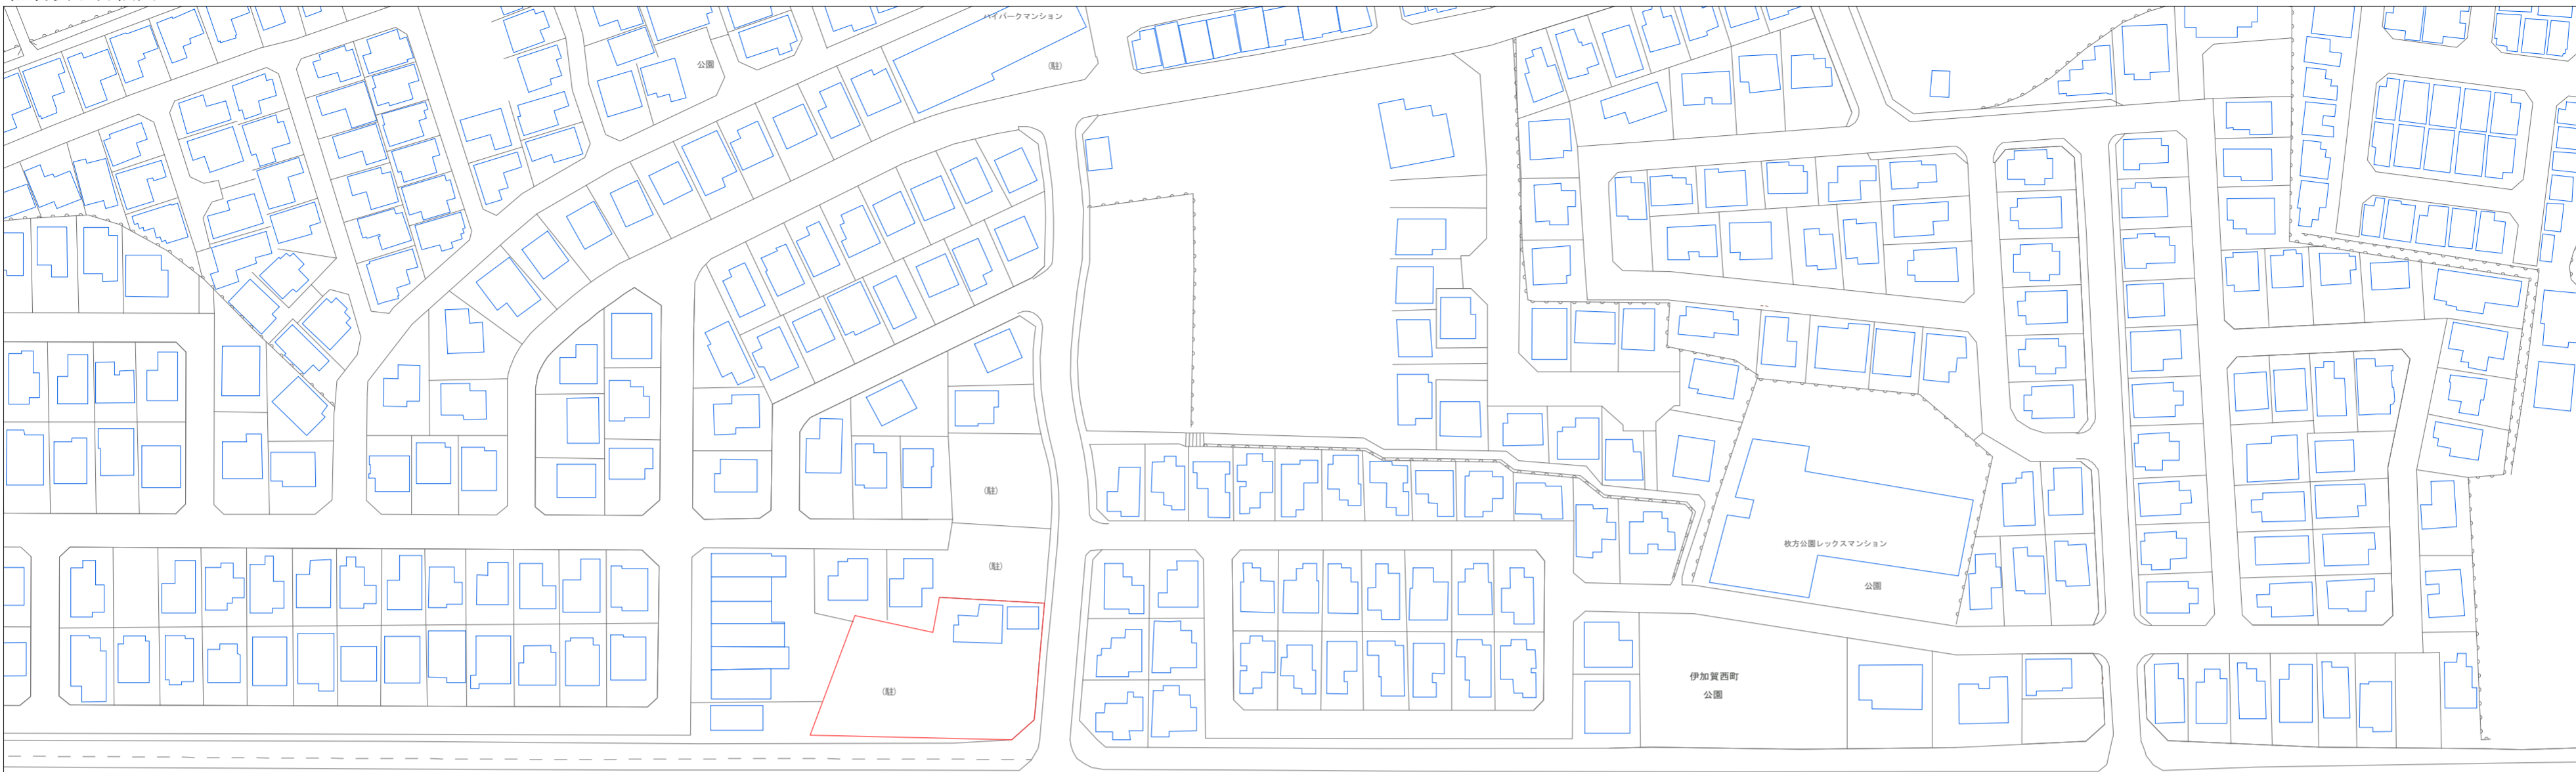 ハイパークマンション
公園
(駐)
(駐)
枚方公園レックスマンション
(駐)
公園
伊加賀西町
公園
(駐)